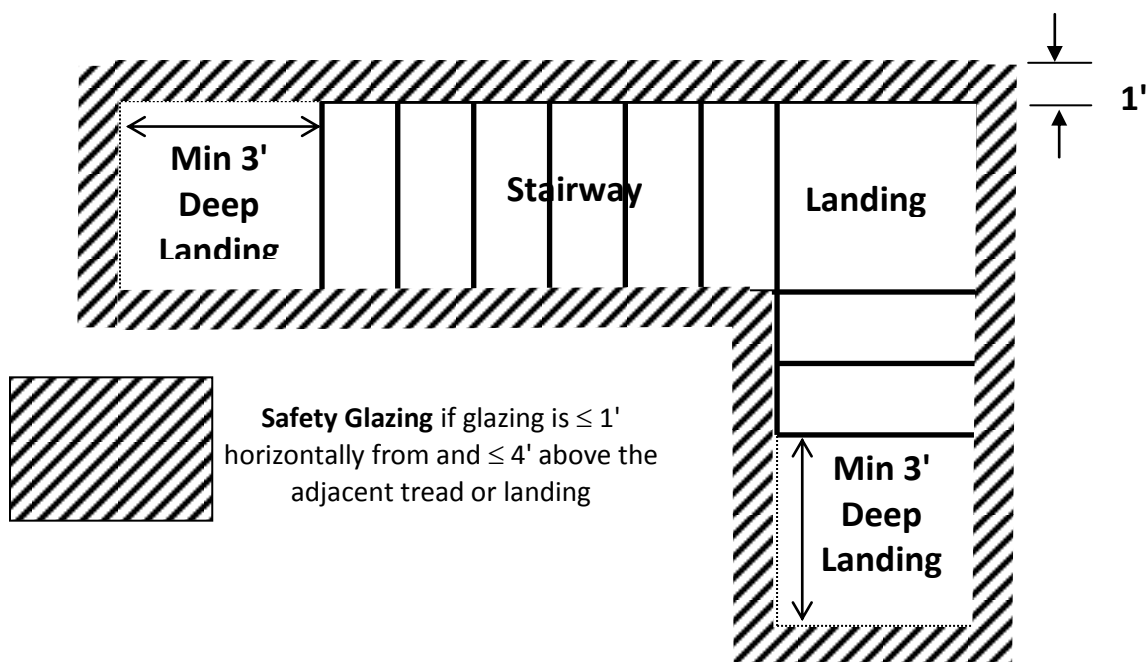 1'
Min 3'
Deep
Landing
Stairway
Landing
Safety Glazing if glazing is ≤ 1'
horizontally from and ≤ 4' above the
adjacent tread or landing
Min 3'
Deep
Landing